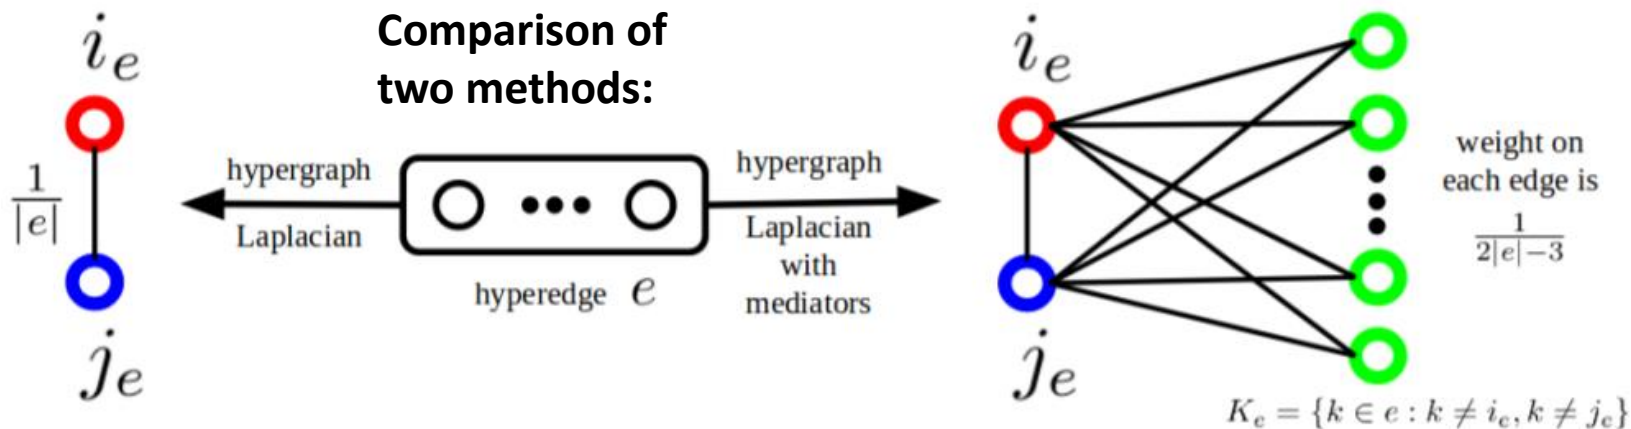 Comparison of
two methods:
i_e
1
|e|
j_e
hypergraph
Laplacian
•••
hyperedge e
hypergraph
Laplacian
with
mediators
i_e
j_e
weight on
each edge is
1
2|e|−3
K_e = {k ∈ e : k ≠ i_e, k ≠ j_e}